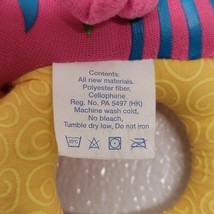 Contents:
All new materials.
Polyester fiber,
Cellophane
Reg. No, PA 5497 (HK)
Machine wash cold,
No bleach,
Tumble dry low, Do not iron